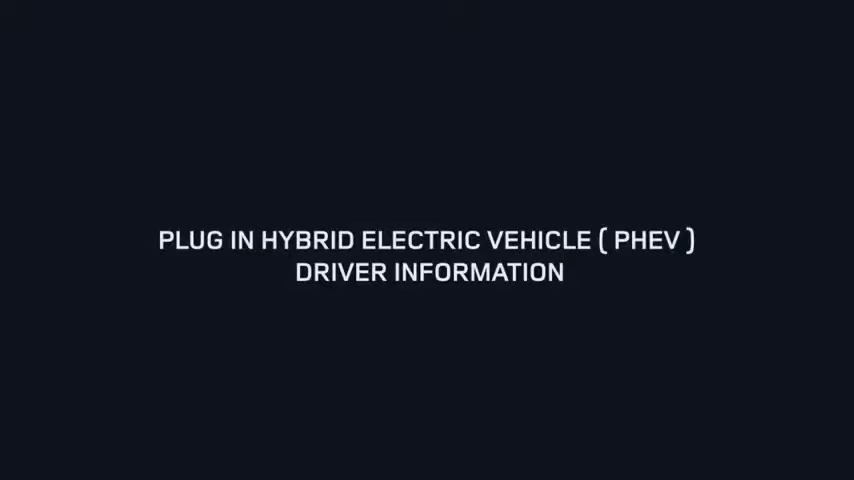 PLUG IN HYBRID ELECTRIC VEHICLE ( PHEV )
DRIVER INFORMATION